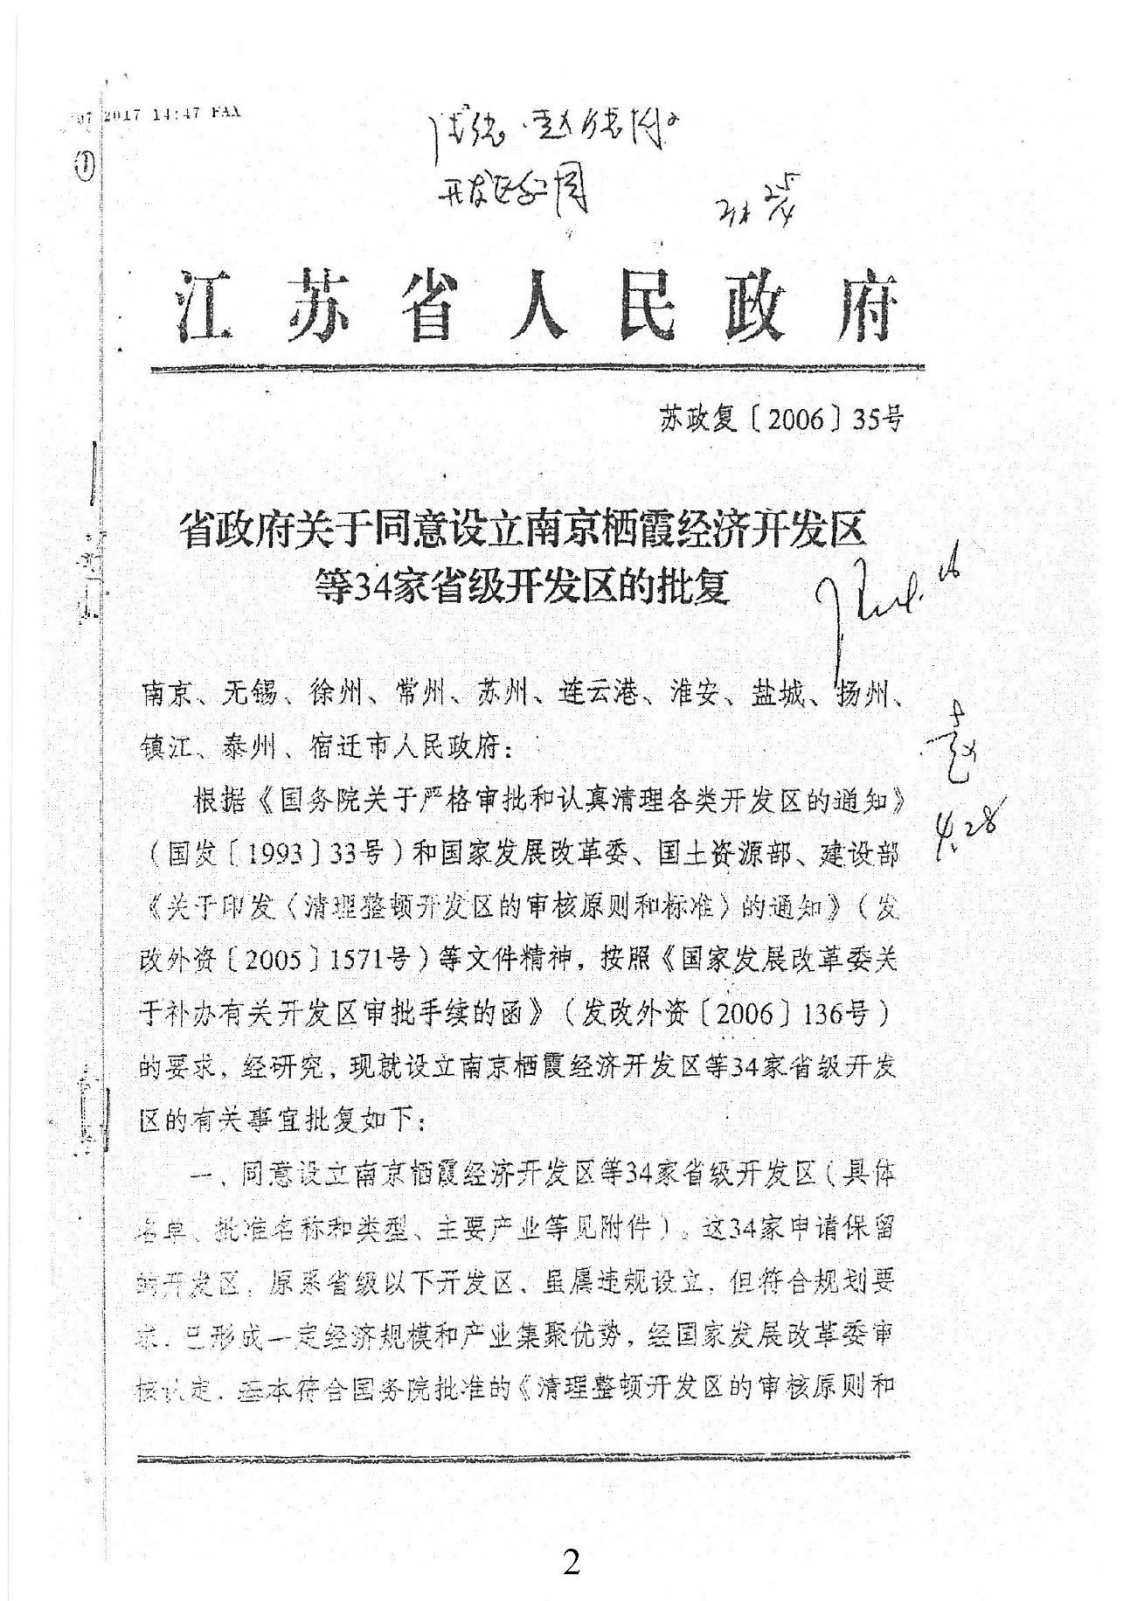 07 2017 14:47 FAX
①
开发区
江苏省人民政府
苏政复〔2006〕35号
省政府关于同意设立南京栖霞经济开发区
等34家省级开发区的批复
南京、无锡、徐州、常州、苏州、连云港、淮安、盐城、扬州、
镇江、泰州、宿迁市人民政府：
根据《国务院关于严格审批和认真清理各类开发区的通知》
（国发〔1993〕33号）和国家发展改革委、国土资源部、建设部
《关于印发〈清理整顿开发区的审核原则和标准〉的通知》（发
改外资〔2005〕1571号）等文件精神，按照《国家发展改革委关
于补办有关开发区审批手续的函》（发改外资〔2006〕136号）
的要求，经研究，现就设立南京栖霞经济开发区等34家省级开发
区的有关事宜批复如下：
一、同意设立南京栖霞经济开发区等34家省级开发区（具体
名单、批准名称和类型、主要产业等见附件）。这34家申请保留
的开发区，原系省级以下开发区，虽属违规设立，但符合规划要
求，已形成一定经济规模和产业集聚优势，经国家发展改革委审
核认定，基本符合国务院批准的《清理整顿开发区的审核原则和
赵
4.28
2